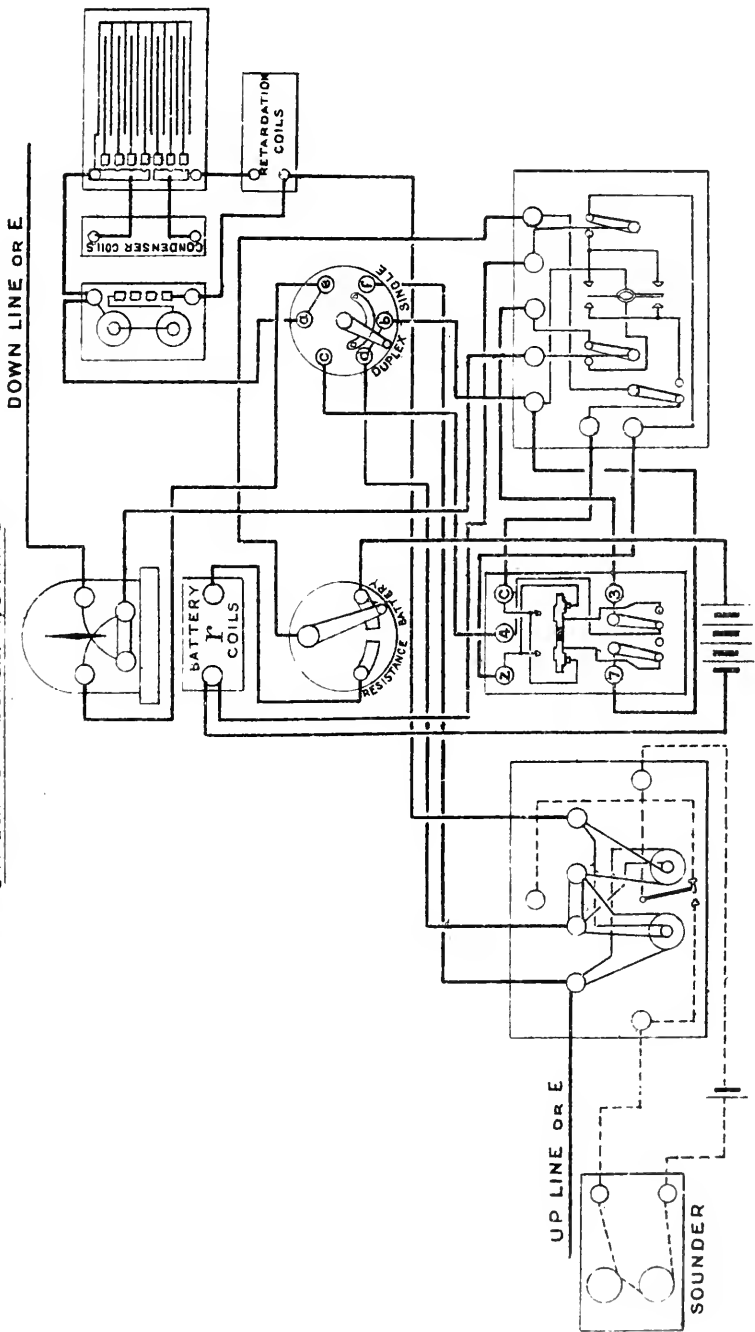 DOWN LINE OR E
RETARDATION
COILS
CONDENSER COILS
a
e
f
c
d
b
SINGLE
DUPLEX
BATTERY
r
COILS
RESISTANCE
BATTERY
C
4
Z
3
7
UP LINE OR E
SOUNDER